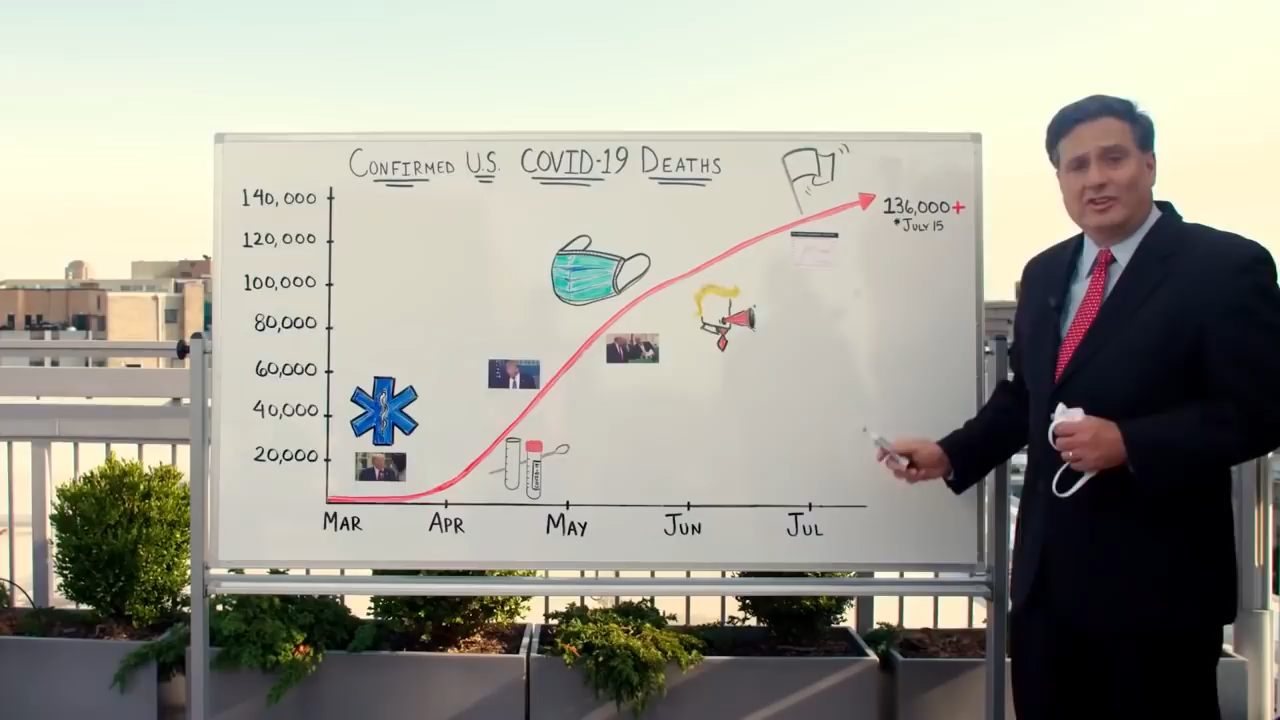 CONFIRMED U.S. COVID-19 DEATHS
140,000
120,000
100,000
80,000
60,000
40,000
20,000
MAR APR MAY JUN JUL
136,000+
*JULY 15